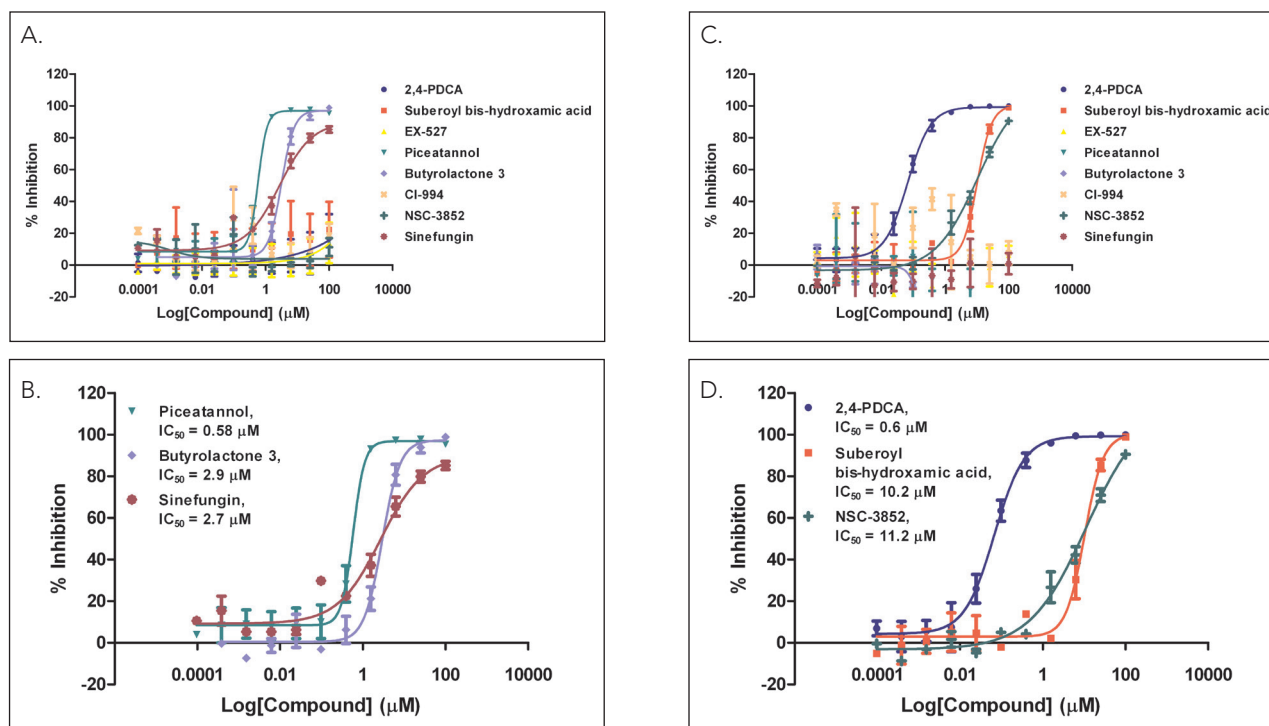 A.
% Inhibition
120
100
80
60
40
20
0
-20
0.0001
0.01
1
100
10000
Log[Compound] (μM)
2,4-PDCA
Suberoyl bis-hydroxamic acid
EX-527
Piceatannol
Butyrolactone 3
CI-994
NSC-3852
Sinefungin
C.
% Inhibition
120
100
80
60
40
20
0
-20
0.0001
0.01
1
100
10000
Log[Compound] (μM)
2,4-PDCA
Suberoyl bis-hydroxamic acid
EX-527
Piceatannol
Butyrolactone 3
CI-994
NSC-3852
Sinefungin
B.
% Inhibition
120
100
80
60
40
20
0
-20
0.0001
0.01
1
100
10000
Log[Compound] (μM)
Piceatannol,
IC50 = 0.58 μM
Butyrolactone 3,
IC50 = 2.9 μM
Sinefungin,
IC50 = 2.7 μM
D.
% Inhibition
120
100
80
60
40
20
0
-20
0.0001
0.01
1
100
10000
Log[Compound] (μM)
2,4-PDCA,
IC50 = 0.6 μM
Suberoyl
bis-hydroxamic acid,
IC50 = 10.2 μM
NSC-3852,
IC50 = 11.2 μM